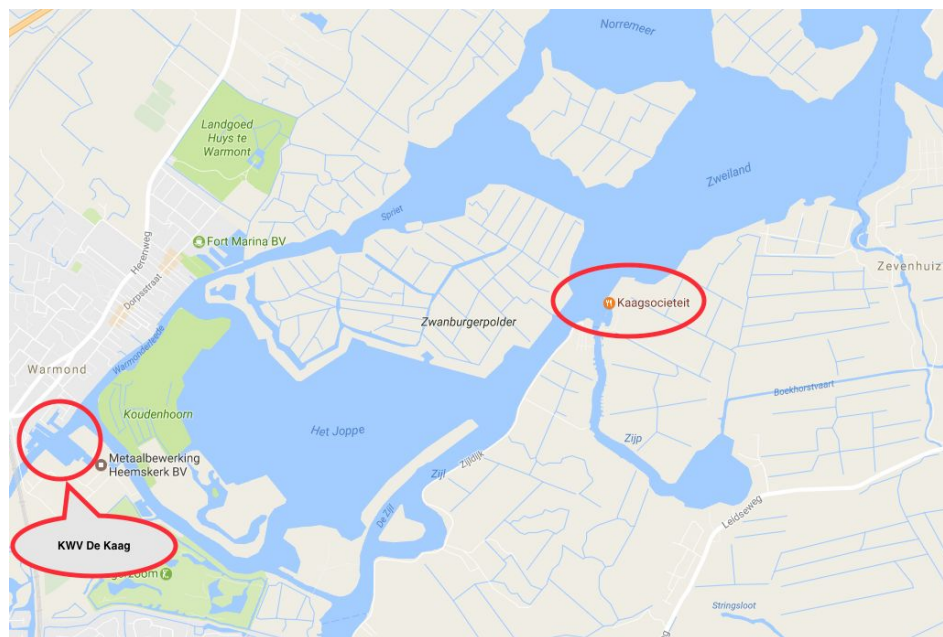 Norremeer
Landgoed
Huys te
Warmont
Zweiland
Spriet
Fort Marina BV
Herenweg
Zevenhuiz
Kaagsocieteit
Dorpsstraat
Zwanburgerpolder
Warmonderleede
Warmond
Boekhorstvaart
Koudenhoorn
Het Joppe
Zijp
Metaalbewerking
Heemskerk BV
Zijl
Zijldijk
Leidseweg
De Zijl
KWV De Kaag
Stringsloot